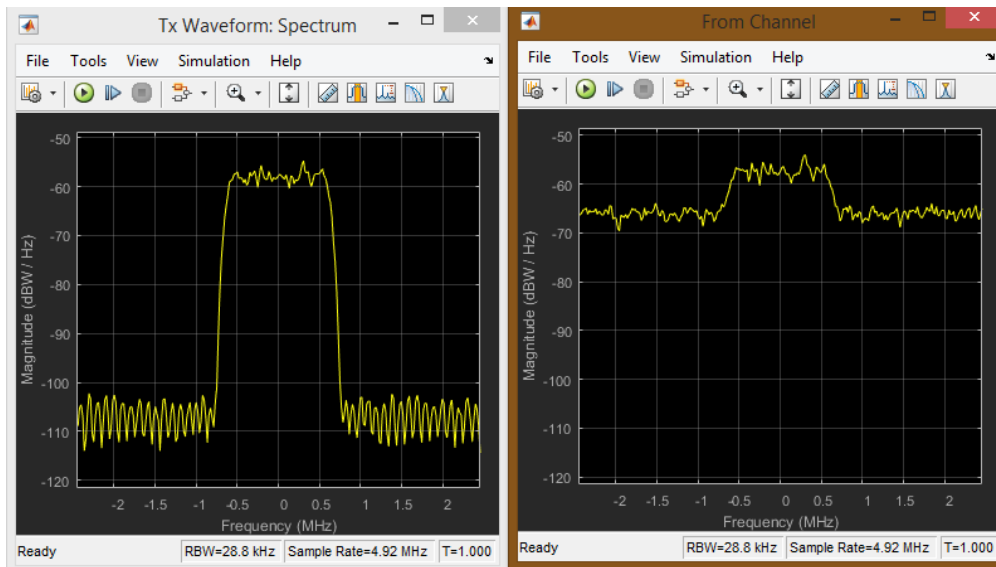 Tx Waveform: Spectrum
File Tools View Simulation Help
-50
-60
-70
-80
-90
-100
-110
-120
Magnitude (dBW / Hz)
-2 -1.5 -1 -0.5 0 0.5 1 1.5 2
Frequency (MHz)
Ready RBW=28.8 kHz Sample Rate=4.92 MHz T=1.000
From Channel
File Tools View Simulation Help
-50
-60
-70
-80
-90
-100
-110
-120
Magnitude (dBW / Hz)
-2 -1.5 -1 -0.5 0 0.5 1 1.5 2
Frequency (MHz)
Ready RBW=28.8 kHz Sample Rate=4.92 MHz T=1.000